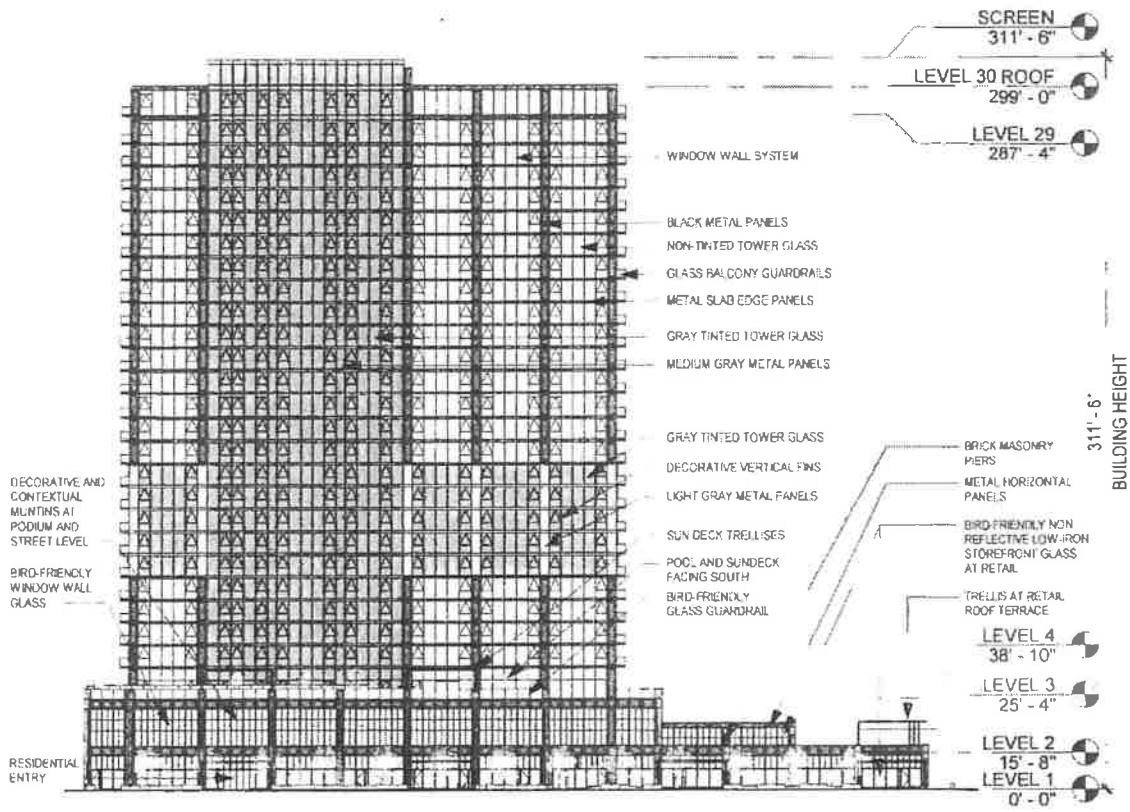 SCREEN
311' - 6"
LEVEL 30 ROOF
299' - 0"
LEVEL 29
287' - 4"
WINDOW WALL SYSTEM
BLACK METAL PANELS
NON-TINTED TOWER GLASS
GLASS BALCONY GUARDRAILS
METAL SLAB EDGE PANELS
GRAY TINTED TOWER GLASS
MEDIUM GRAY METAL PANELS
GRAY TINTED TOWER GLASS
DECORATIVE VERTICAL FINS
LIGHT GRAY METAL PANELS
SUN DECK TRELLISES
POOL AND SUNDECK
FACING SOUTH
BIRD-FRIENDLY
GLASS GUARDRAIL
DECORATIVE AND
CONTEXTUAL
MUNTINS AT
PODIUM AND
STREET LEVEL
BIRD-FRIENDLY
WINDOW WALL
GLASS
RESIDENTIAL
ENTRY
BRICK MASONRY
PIERS
METAL HORIZONTAL
PANELS
BIRD-FRIENDLY NON
REFLECTIVE LOW-IRON
STOREFRONT GLASS
AT RETAIL
TRELLIS AT RETAIL
ROOF TERRACE
311' - 6"
BUILDING HEIGHT
LEVEL 4
38' - 10"
LEVEL 3
25' - 4"
LEVEL 2
15' - 8"
LEVEL 1
0' - 0"